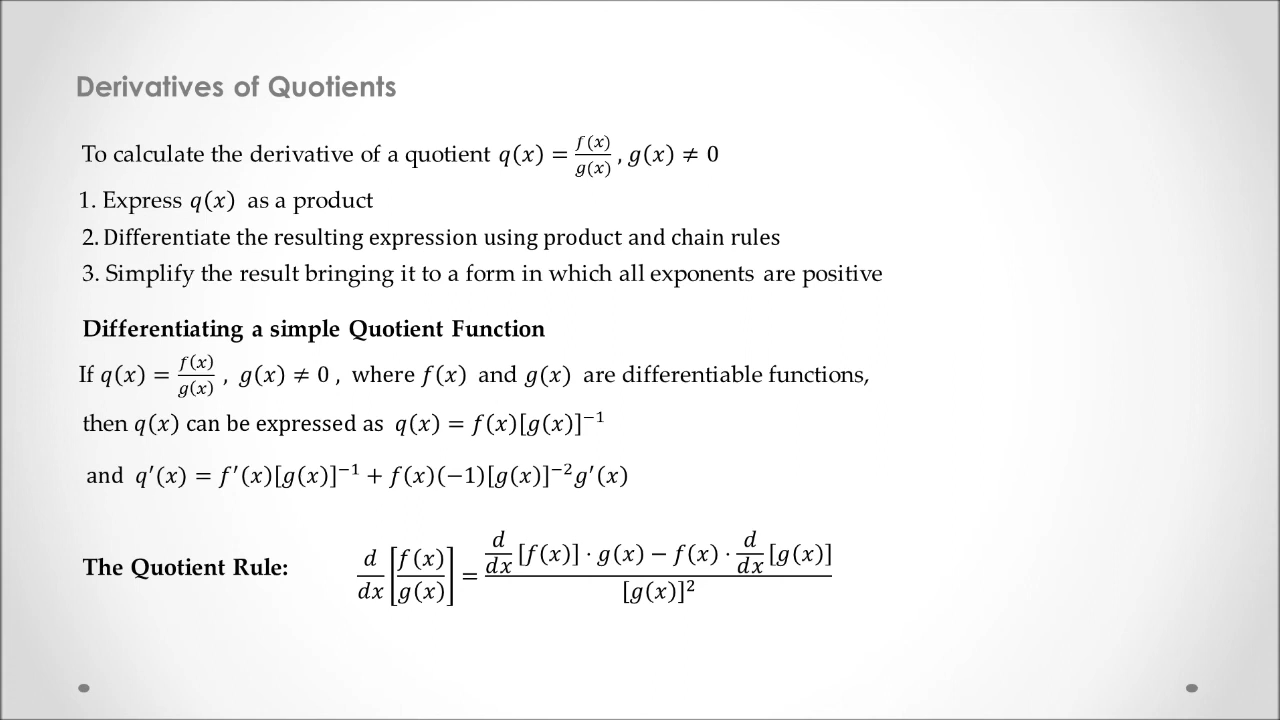 Derivatives of Quotients
To calculate the derivative of a quotient q(x) = f(x)/g(x) , g(x) ≠ 0
1. Express q(x) as a product
2. Differentiate the resulting expression using product and chain rules
3. Simplify the result bringing it to a form in which all exponents are positive
Differentiating a simple Quotient Function
If q(x) = f(x)/g(x) , g(x) ≠ 0 , where f(x) and g(x) are differentiable functions,
then q(x) can be expressed as q(x) = f(x)[g(x)]⁻¹
and q′(x) = f′(x)[g(x)]⁻¹ + f(x)(−1)[g(x)]⁻²g′(x)
The Quotient Rule: d/dx [f(x)/g(x)] = (d/dx [f(x)] · g(x) − f(x) · d/dx [g(x)]) / [g(x)]²